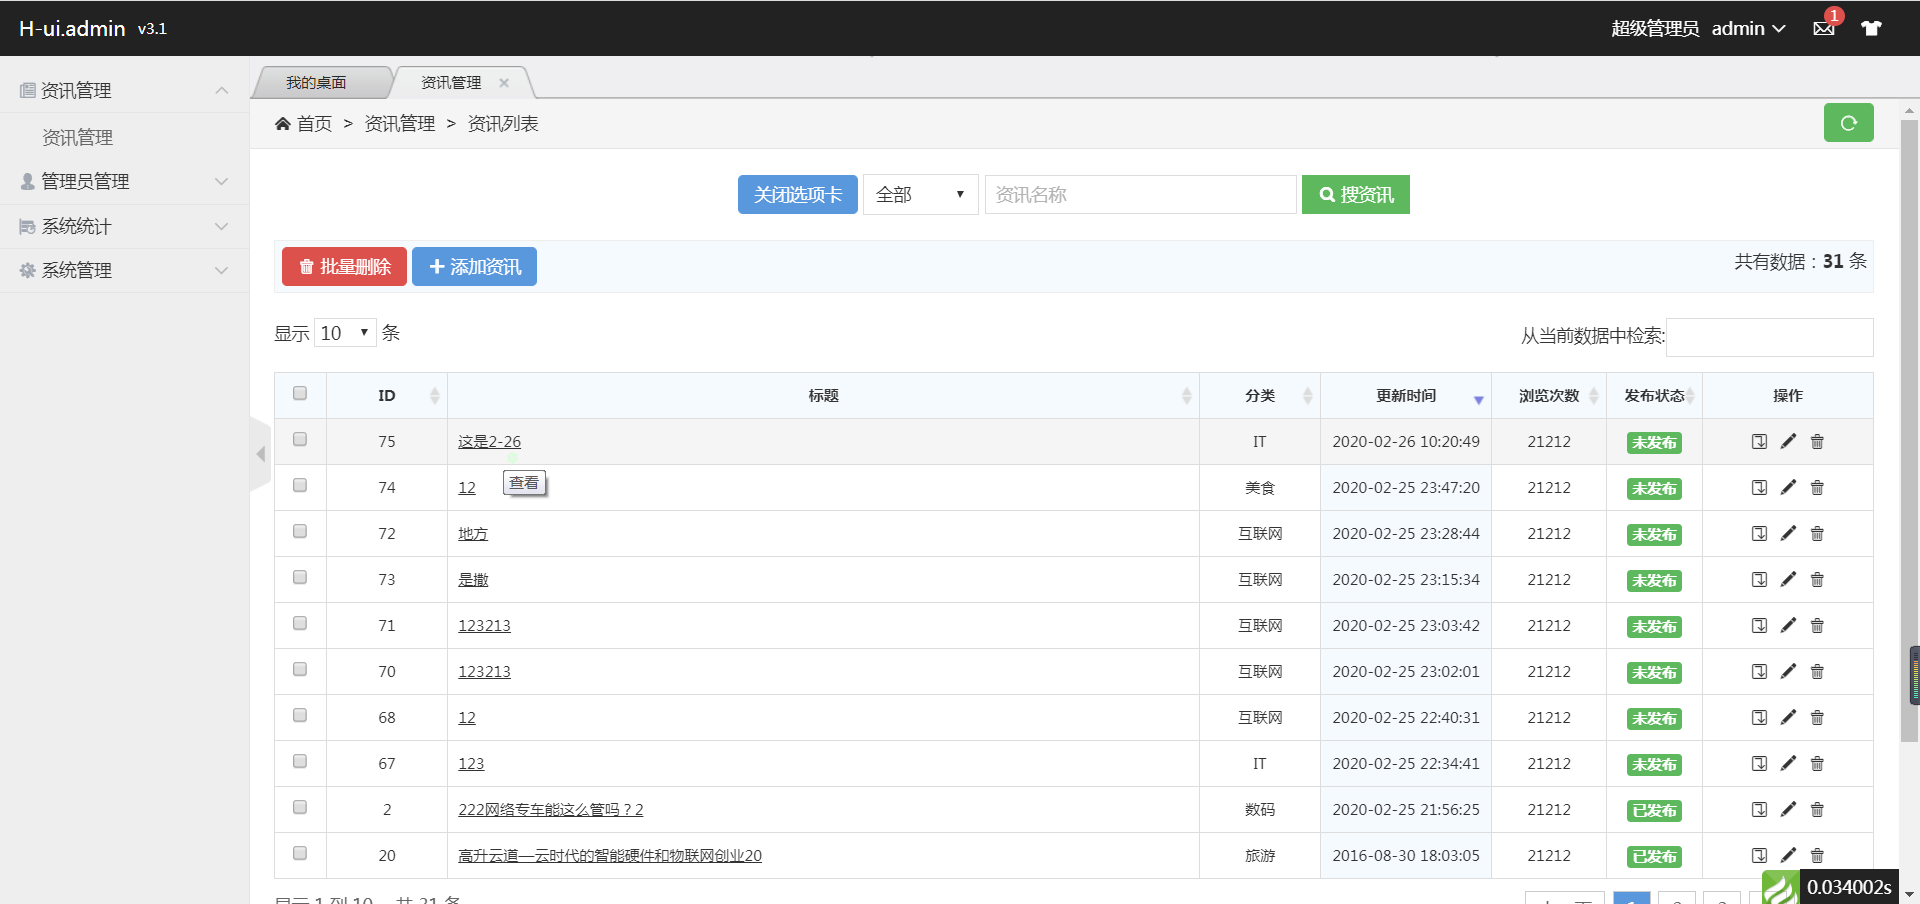 H-ui.admin v3.1
超级管理员 admin 1
资讯管理
资讯管理
管理员管理
系统统计
系统管理
我的桌面 资讯管理
首页 > 资讯管理 > 资讯列表
关闭选项卡 全部 资讯名称 搜资讯
批量删除 添加资讯 共有数据：31 条
显示 10 条 从当前数据中检索:
ID 标题 分类 更新时间 浏览次数 发布状态 操作
75 这是2-26 IT 2020-02-26 10:20:49 21212 未发布
查看
74 12 美食 2020-02-25 23:47:20 21212 未发布
72 地方 互联网 2020-02-25 23:28:44 21212 未发布
73 是撒 互联网 2020-02-25 23:15:34 21212 未发布
71 123213 互联网 2020-02-25 23:03:42 21212 未发布
70 123213 互联网 2020-02-25 23:02:01 21212 未发布
68 12 互联网 2020-02-25 22:40:31 21212 未发布
67 123 IT 2020-02-25 22:34:41 21212 未发布
2 222网络专车能这么管吗？2 数码 2020-02-25 21:56:25 21212 已发布
20 高升云道—云时代的智能硬件和物联网创业20 旅游 2016-08-30 18:03:05 21212 已发布
0.034002s